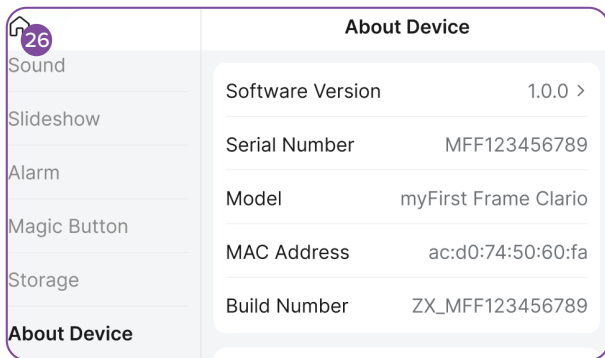 26
Sound
Slideshow
Alarm
Magic Button
Storage
About Device
About Device
Software Version 1.0.0 >
Serial Number MFF123456789
Model myFirst Frame Clario
MAC Address ac:d0:74:50:60:fa
Build Number ZX_MFF123456789